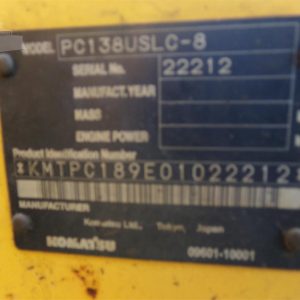 MODEL PC138USLC-8
SERIAL No. 22212
MANUFACT.YEAR
MASS
ENGINE POWER
Product Identification Number
*KMTPC189E01022212*
MANUFACTURER
Komatsu Ltd., Tokyo, Japan
KOMATSU 09601-10001